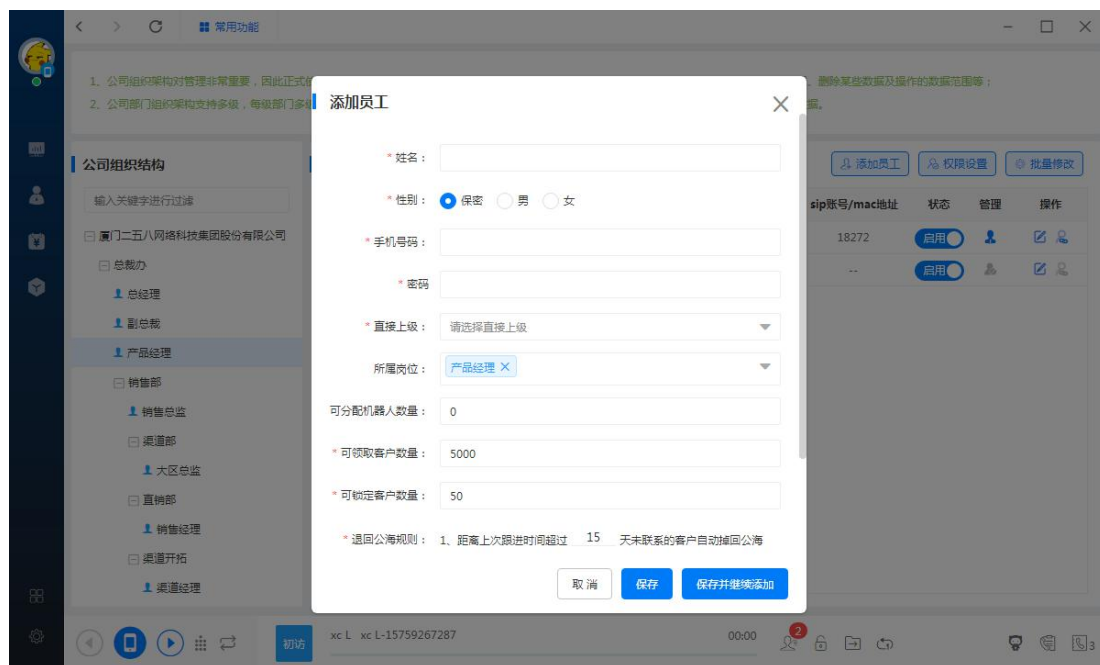 常用功能
1、公司组织架构对管理非常重要，因此正式
、删除某些数据及操作的数据范围等；
2、公司部门组织架构支持多级，每级部门多
据。
公司组织结构
添加员工
权限设置
批量修改
输入关键字进行过滤
sip账号/mac地址 状态 管理 操作
厦门二五八网络科技集团股份有限公司
18272 启用
总裁办
-- 启用
总经理
副总裁
产品经理
销售部
销售总监
渠道部
大区总监
直销部
销售经理
渠道开拓
渠道经理
添加员工
* 姓名：
* 性别： 保密 男 女
* 手机号码：
* 密码
* 直接上级： 请选择直接上级
所属岗位： 产品经理 ×
可分配机器人数量： 0
* 可领取客户数量： 5000
* 可锁定客户数量： 50
* 退回公海规则： 1、距离上次跟进时间超过 15 天未联系的客户自动掉回公海
取消 保存 保存并继续添加
初访 xc L xc L-15759267287 00:00 2 3